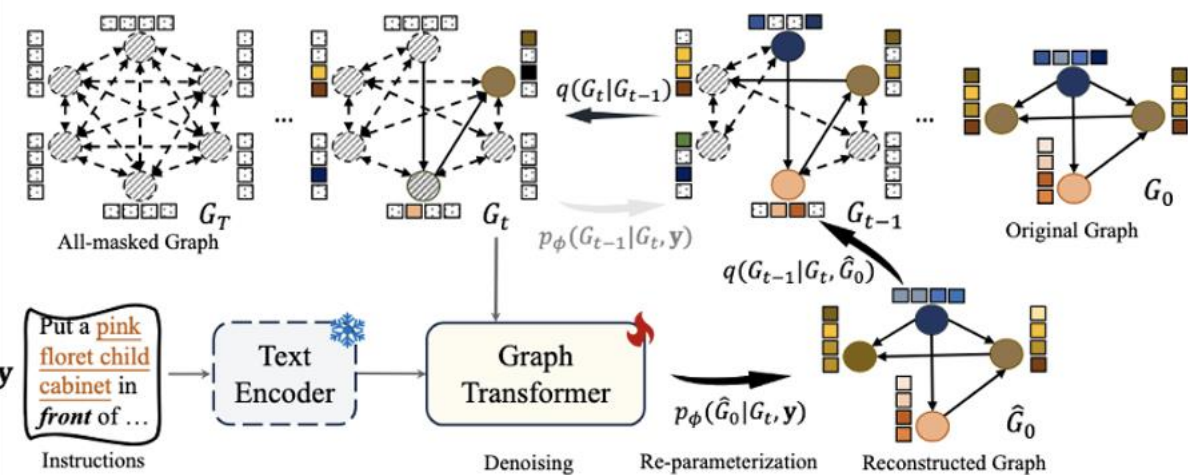 G_T
All-masked Graph
...
G_t
q(G_t|G_{t-1})
p_ϕ(G_{t-1}|G_t, y)
G_{t-1}
...
G_0
Original Graph
q(G_{t-1}|G_t, Ĝ_0)
y
Put a pink
floret child
cabinet in
front of ...
Instructions
Text
Encoder
Graph
Transformer
Denoising
p_ϕ(Ĝ_0|G_t, y)
Re-parameterization
Ĝ_0
Reconstructed Graph